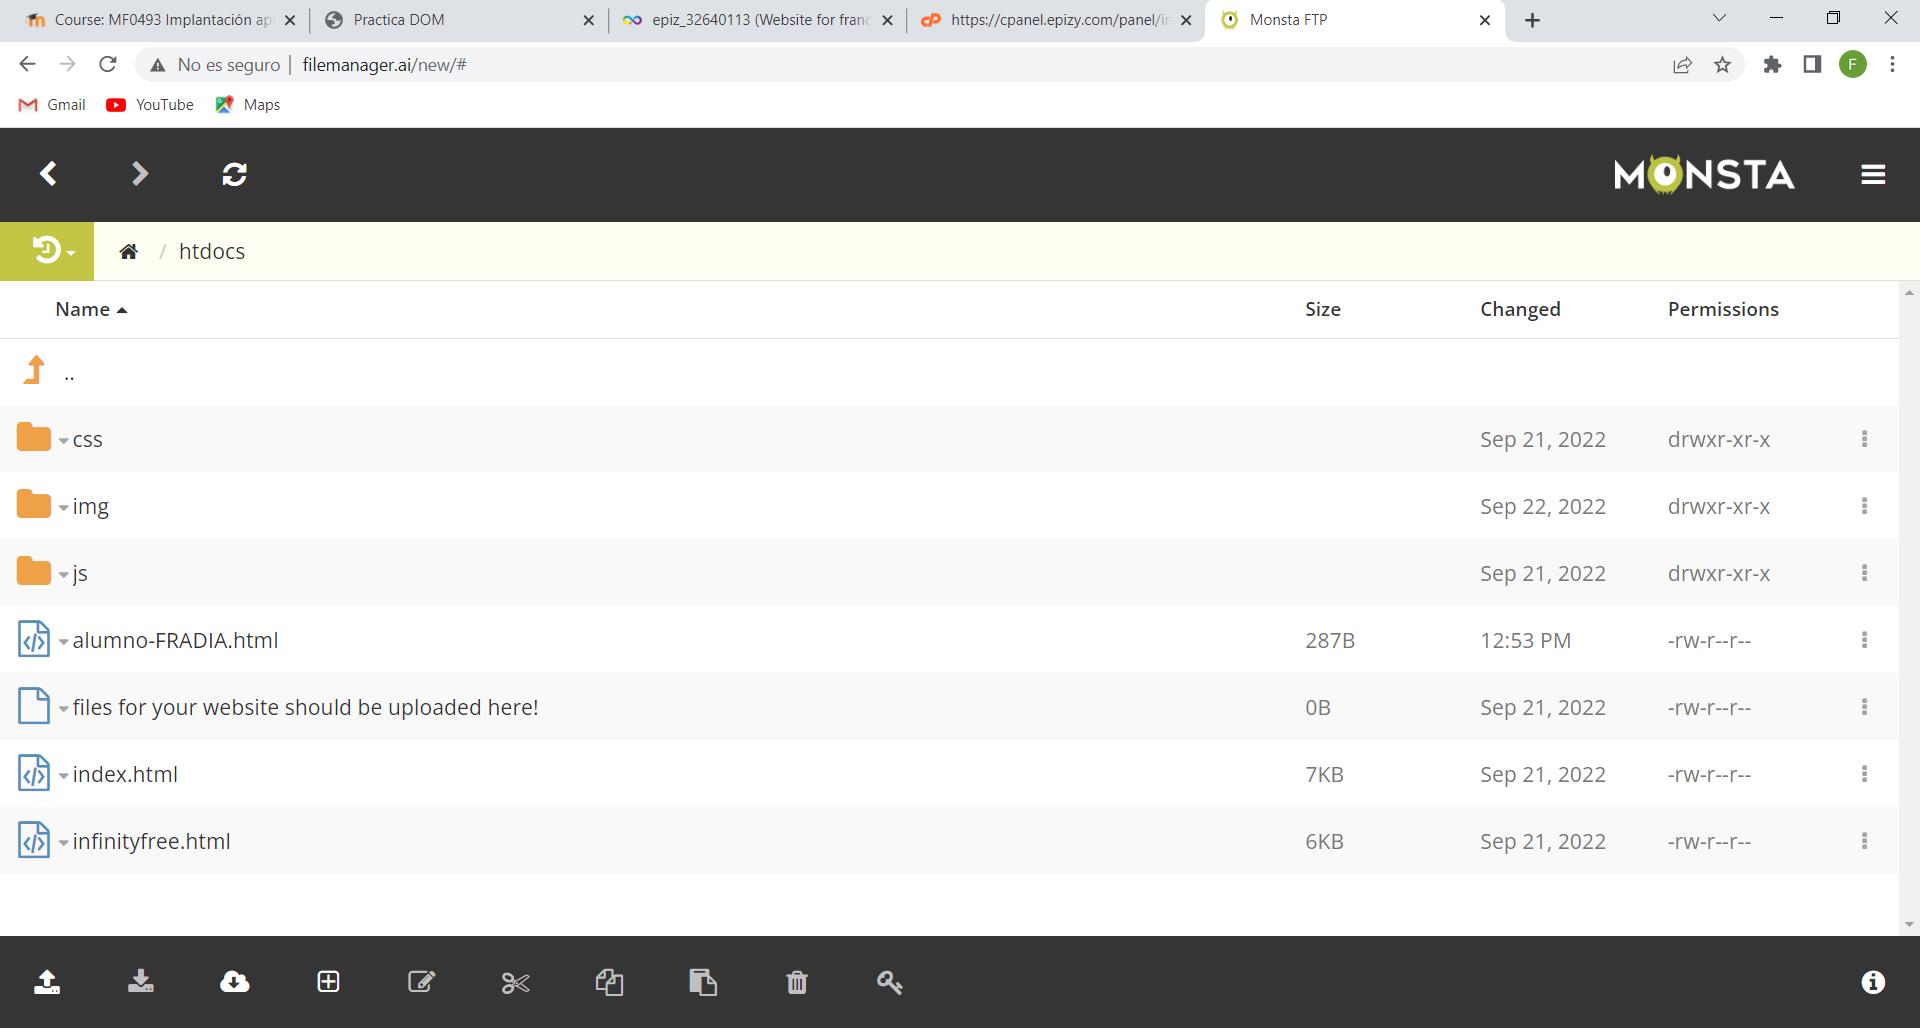 Course: MF0493 Implantación ap
Practica DOM
epiz_32640113 (Website for franc
https://cpanel.epizy.com/panel/in
Monsta FTP
No es seguro | filemanager.ai/new/#
F
Gmail YouTube Maps
MONSTA
/ htdocs
Name Size Changed Permissions
..
css Sep 21, 2022 drwxr-xr-x
img Sep 22, 2022 drwxr-xr-x
js Sep 21, 2022 drwxr-xr-x
alumno-FRADIA.html 287B 12:53 PM -rw-r--r--
files for your website should be uploaded here! 0B Sep 21, 2022 -rw-r--r--
index.html 7KB Sep 21, 2022 -rw-r--r--
infinityfree.html 6KB Sep 21, 2022 -rw-r--r--